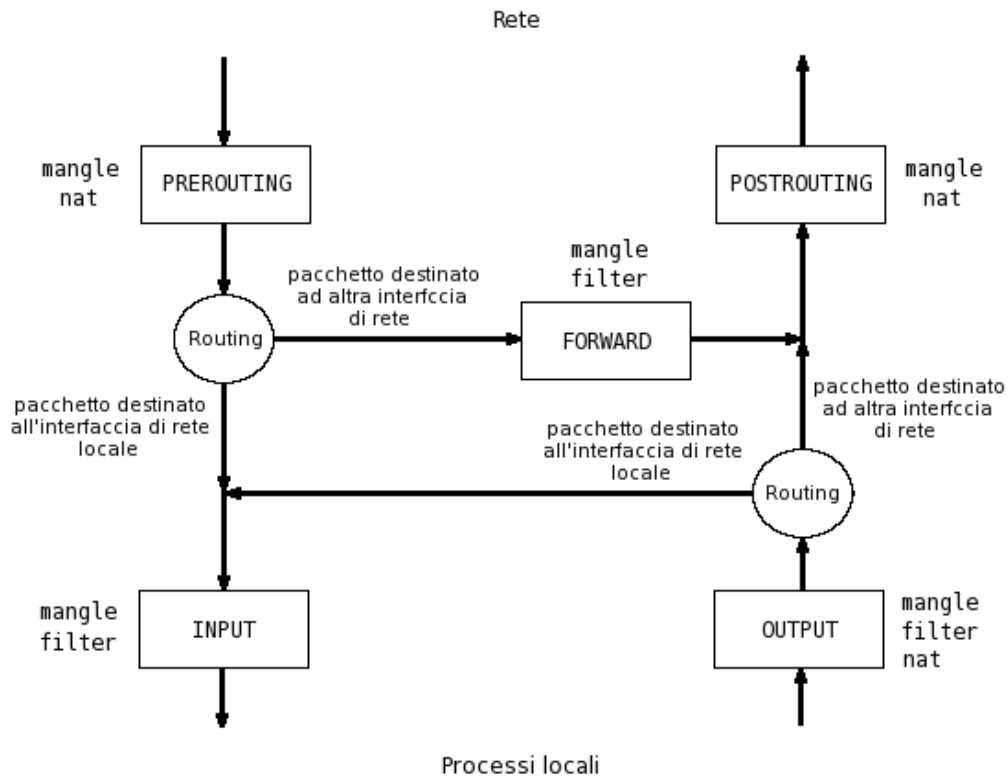 Rete
mangle
nat
PREROUTING
POSTROUTING
mangle
nat
mangle
filter
pacchetto destinato
ad altra interfccia
di rete
Routing
FORWARD
pacchetto destinato
all'interfaccia di rete
locale
pacchetto destinato
ad altra interfccia
di rete
pacchetto destinato
all'interfaccia di rete
locale
Routing
mangle
filter
INPUT
OUTPUT
mangle
filter
nat
Processi locali